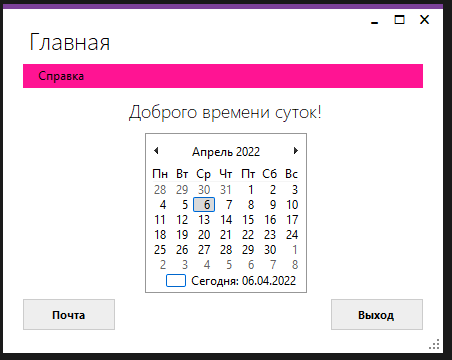 Главная
Справка
Доброго времени суток!
Апрель 2022
Пн Вт Ср Чт Пт Сб Вс
28 29 30 31 1 2 3
4 5 6 7 8 9 10
11 12 13 14 15 16 17
18 19 20 21 22 23 24
25 26 27 28 29 30 1
2 3 4 5 6 7 8
Сегодня: 06.04.2022
Почта Выход